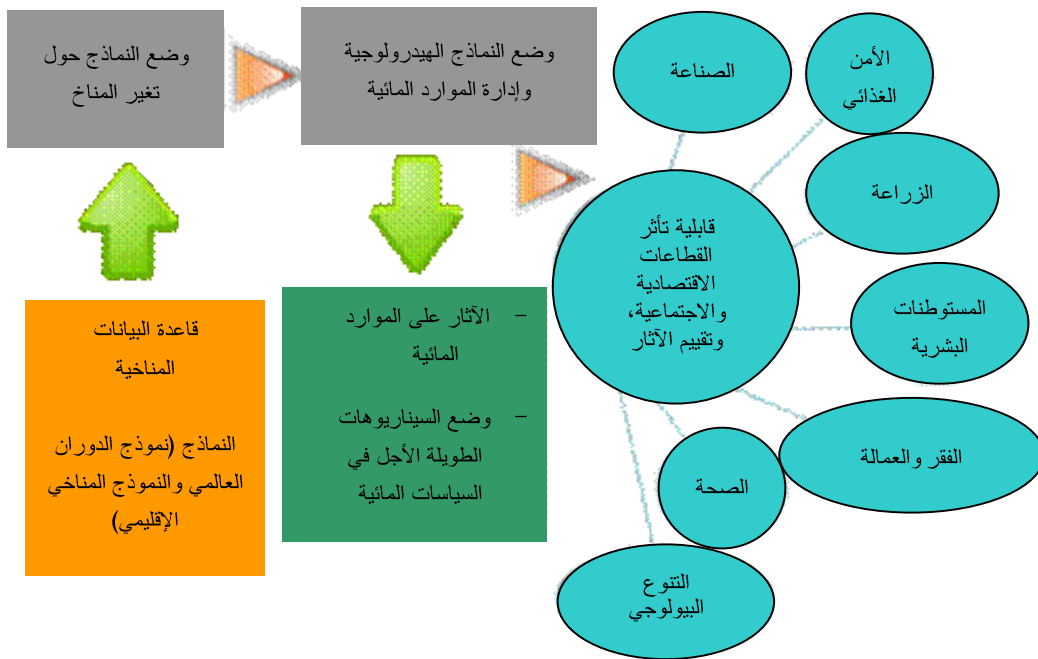 وضع النماذج حول
تغير المناخ
وضع النماذج الهيدرولوجية
وإدارة الموارد المائية
الصناعة
الأمن
الغذائي
الزراعة
قابلية تأثر
القطاعات
الاقتصادية
والاجتماعية،
وتقييم الآثار
المستوطنات
البشرية
الفقر والعمالة
الصحة
التنوع
البيولوجي
قاعدة البيانات
المناخية
النماذج (نموذج الدوران
العالمي والنموذج المناخي
الإقليمي)
- الآثار على الموارد
المائية
- وضع السيناريوهات
الطويلة الأجل في
السياسات المائية